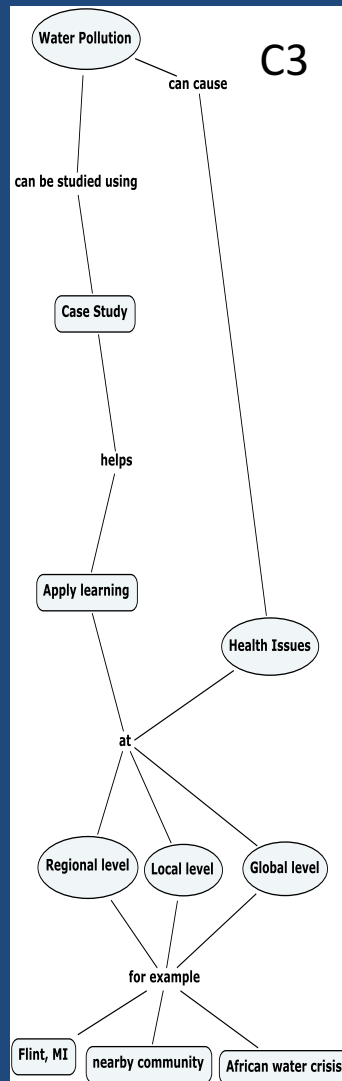 C3
Water Pollution
can cause
can be studied using
Case Study
helps
Apply learning
Health Issues
at
Regional level
Local level
Global level
for example
Flint, MI
nearby community
African water crisis